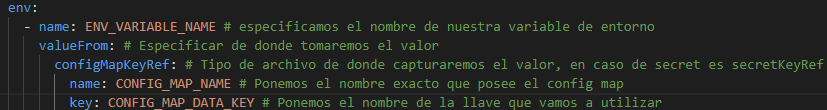 env:
- name: ENV_VARIABLE_NAME # especificamos el nombre de nuestra variable de entorno
valueFrom: # Especificar de donde tomaremos el valor
configMapKeyRef: # Tipo de archivo de donde capturaremos el valor, en caso de secret es secretKeyRef
name: CONFIG_MAP_NAME # Ponemos el nombre exacto que posee el config map
key: CONFIG_MAP_DATA_KEY # Ponemos el nombre de la llave que vamos a utilizar